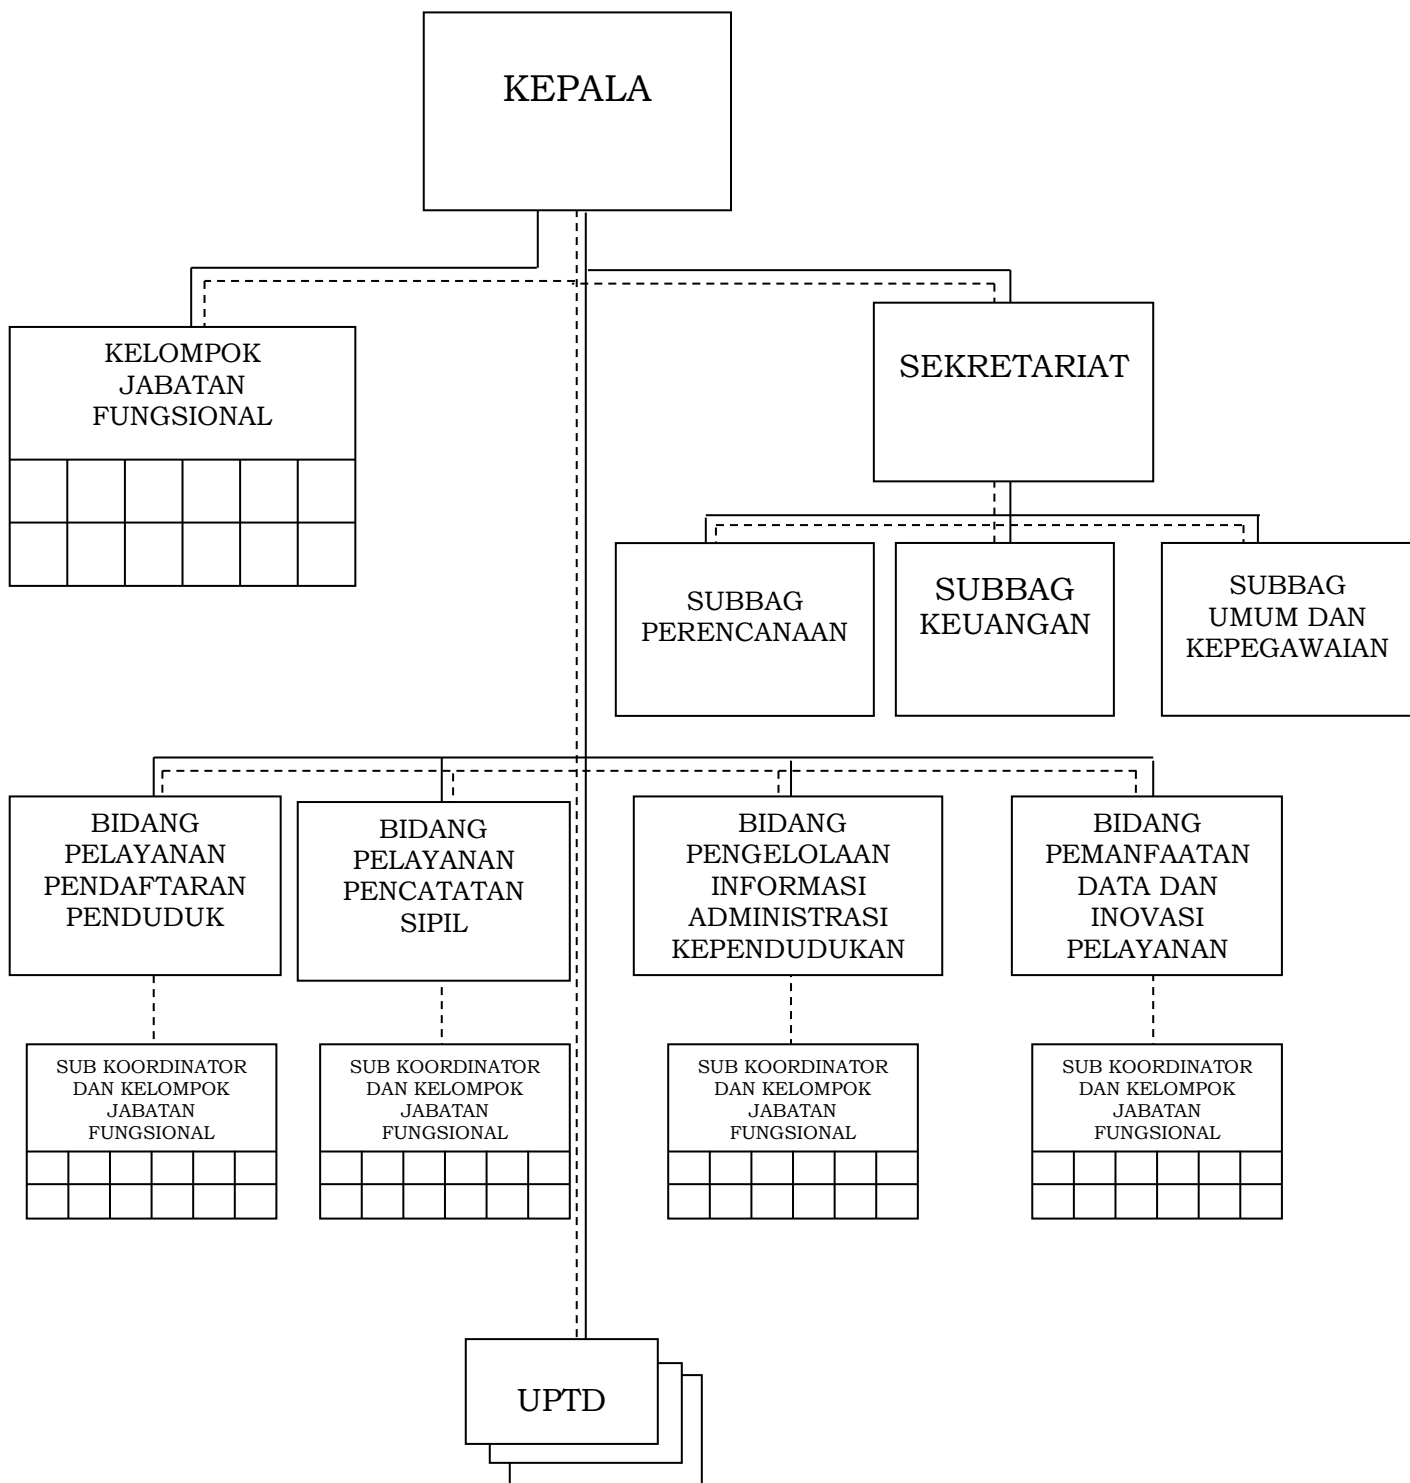 KEPALA
KELOMPOK
JABATAN
FUNGSIONAL
SEKRETARIAT
SUBBAG
PERENCANAAN
SUBBAG
KEUANGAN
SUBBAG
UMUM DAN
KEPEGAWAIAN
BIDANG
PELAYANAN
PENDAFTARAN
PENDUDUK
BIDANG
PELAYANAN
PENCATATAN
SIPIL
BIDANG
PENGELOLAAN
INFORMASI
ADMINISTRASI
KEPENDUDUKAN
BIDANG
PEMANFAATAN
DATA DAN
INOVASI
PELAYANAN
SUB KOORDINATOR
DAN KELOMPOK
JABATAN
FUNGSIONAL
SUB KOORDINATOR
DAN KELOMPOK
JABATAN
FUNGSIONAL
SUB KOORDINATOR
DAN KELOMPOK
JABATAN
FUNGSIONAL
SUB KOORDINATOR
DAN KELOMPOK
JABATAN
FUNGSIONAL
UPTD